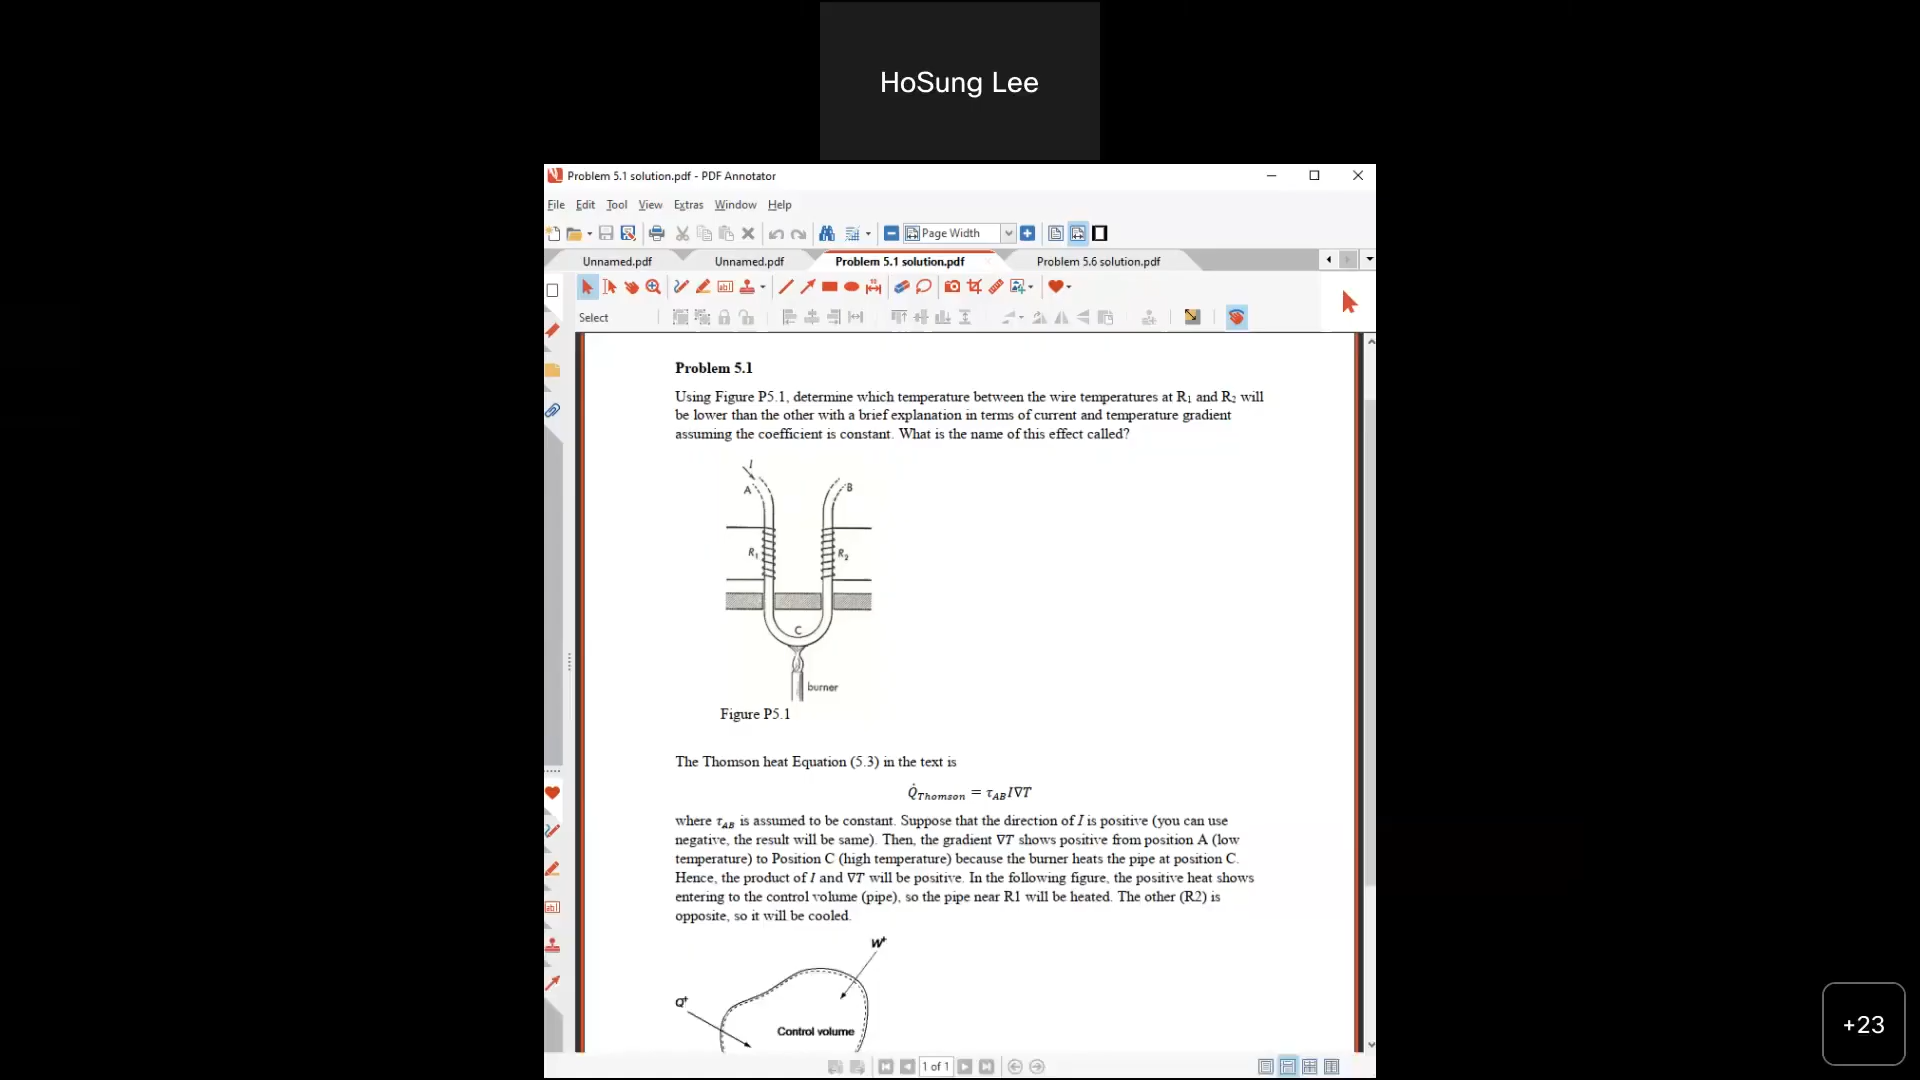 HoSung Lee
Problem 5.1 solution.pdf - PDF Annotator
File Edit Tool View Extras Window Help
Page Width
Unnamed.pdf Unnamed.pdf Problem 5.1 solution.pdf Problem 5.6 solution.pdf
Select
Problem 5.1
Using Figure P5.1, determine which temperature between the wire temperatures at R₁ and R₂ will
be lower than the other with a brief explanation in terms of current and temperature gradient
assuming the coefficient is constant. What is the name of this effect called?
I
A B
R₁ R₂
C
burner
Figure P5.1
The Thomson heat Equation (5.3) in the text is
Q̇_Thomson = τ_AB I∇T
where τ_AB is assumed to be constant. Suppose that the direction of I is positive (you can use
negative, the result will be same). Then, the gradient ∇T shows positive from position A (low
temperature) to Position C (high temperature) because the burner heats the pipe at position C.
Hence, the product of I and ∇T will be positive. In the following figure, the positive heat shows
entering to the control volume (pipe), so the pipe near R1 will be heated. The other (R2) is
opposite, so it will be cooled.
W⁺
Q⁺
Control volume
1 of 1
+23